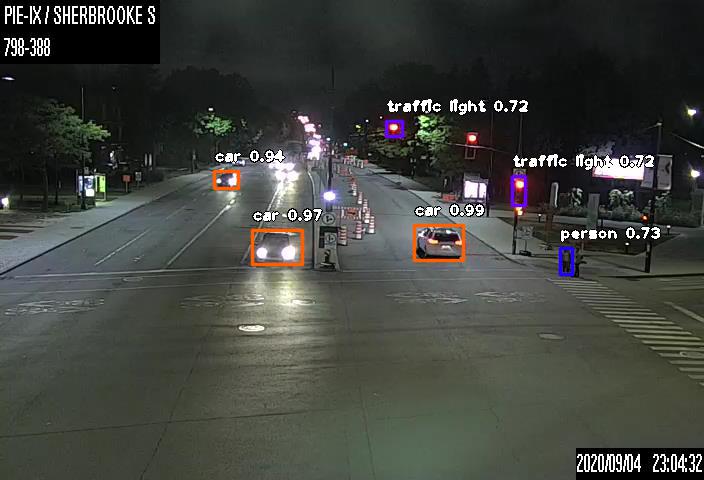 PIE-IX / SHERBROOKE S
798-388
traffic light 0.72
car 0.94
traffic light 0.72
car 0.97
car 0.99
person 0.73
2020/09/04 23:04:32